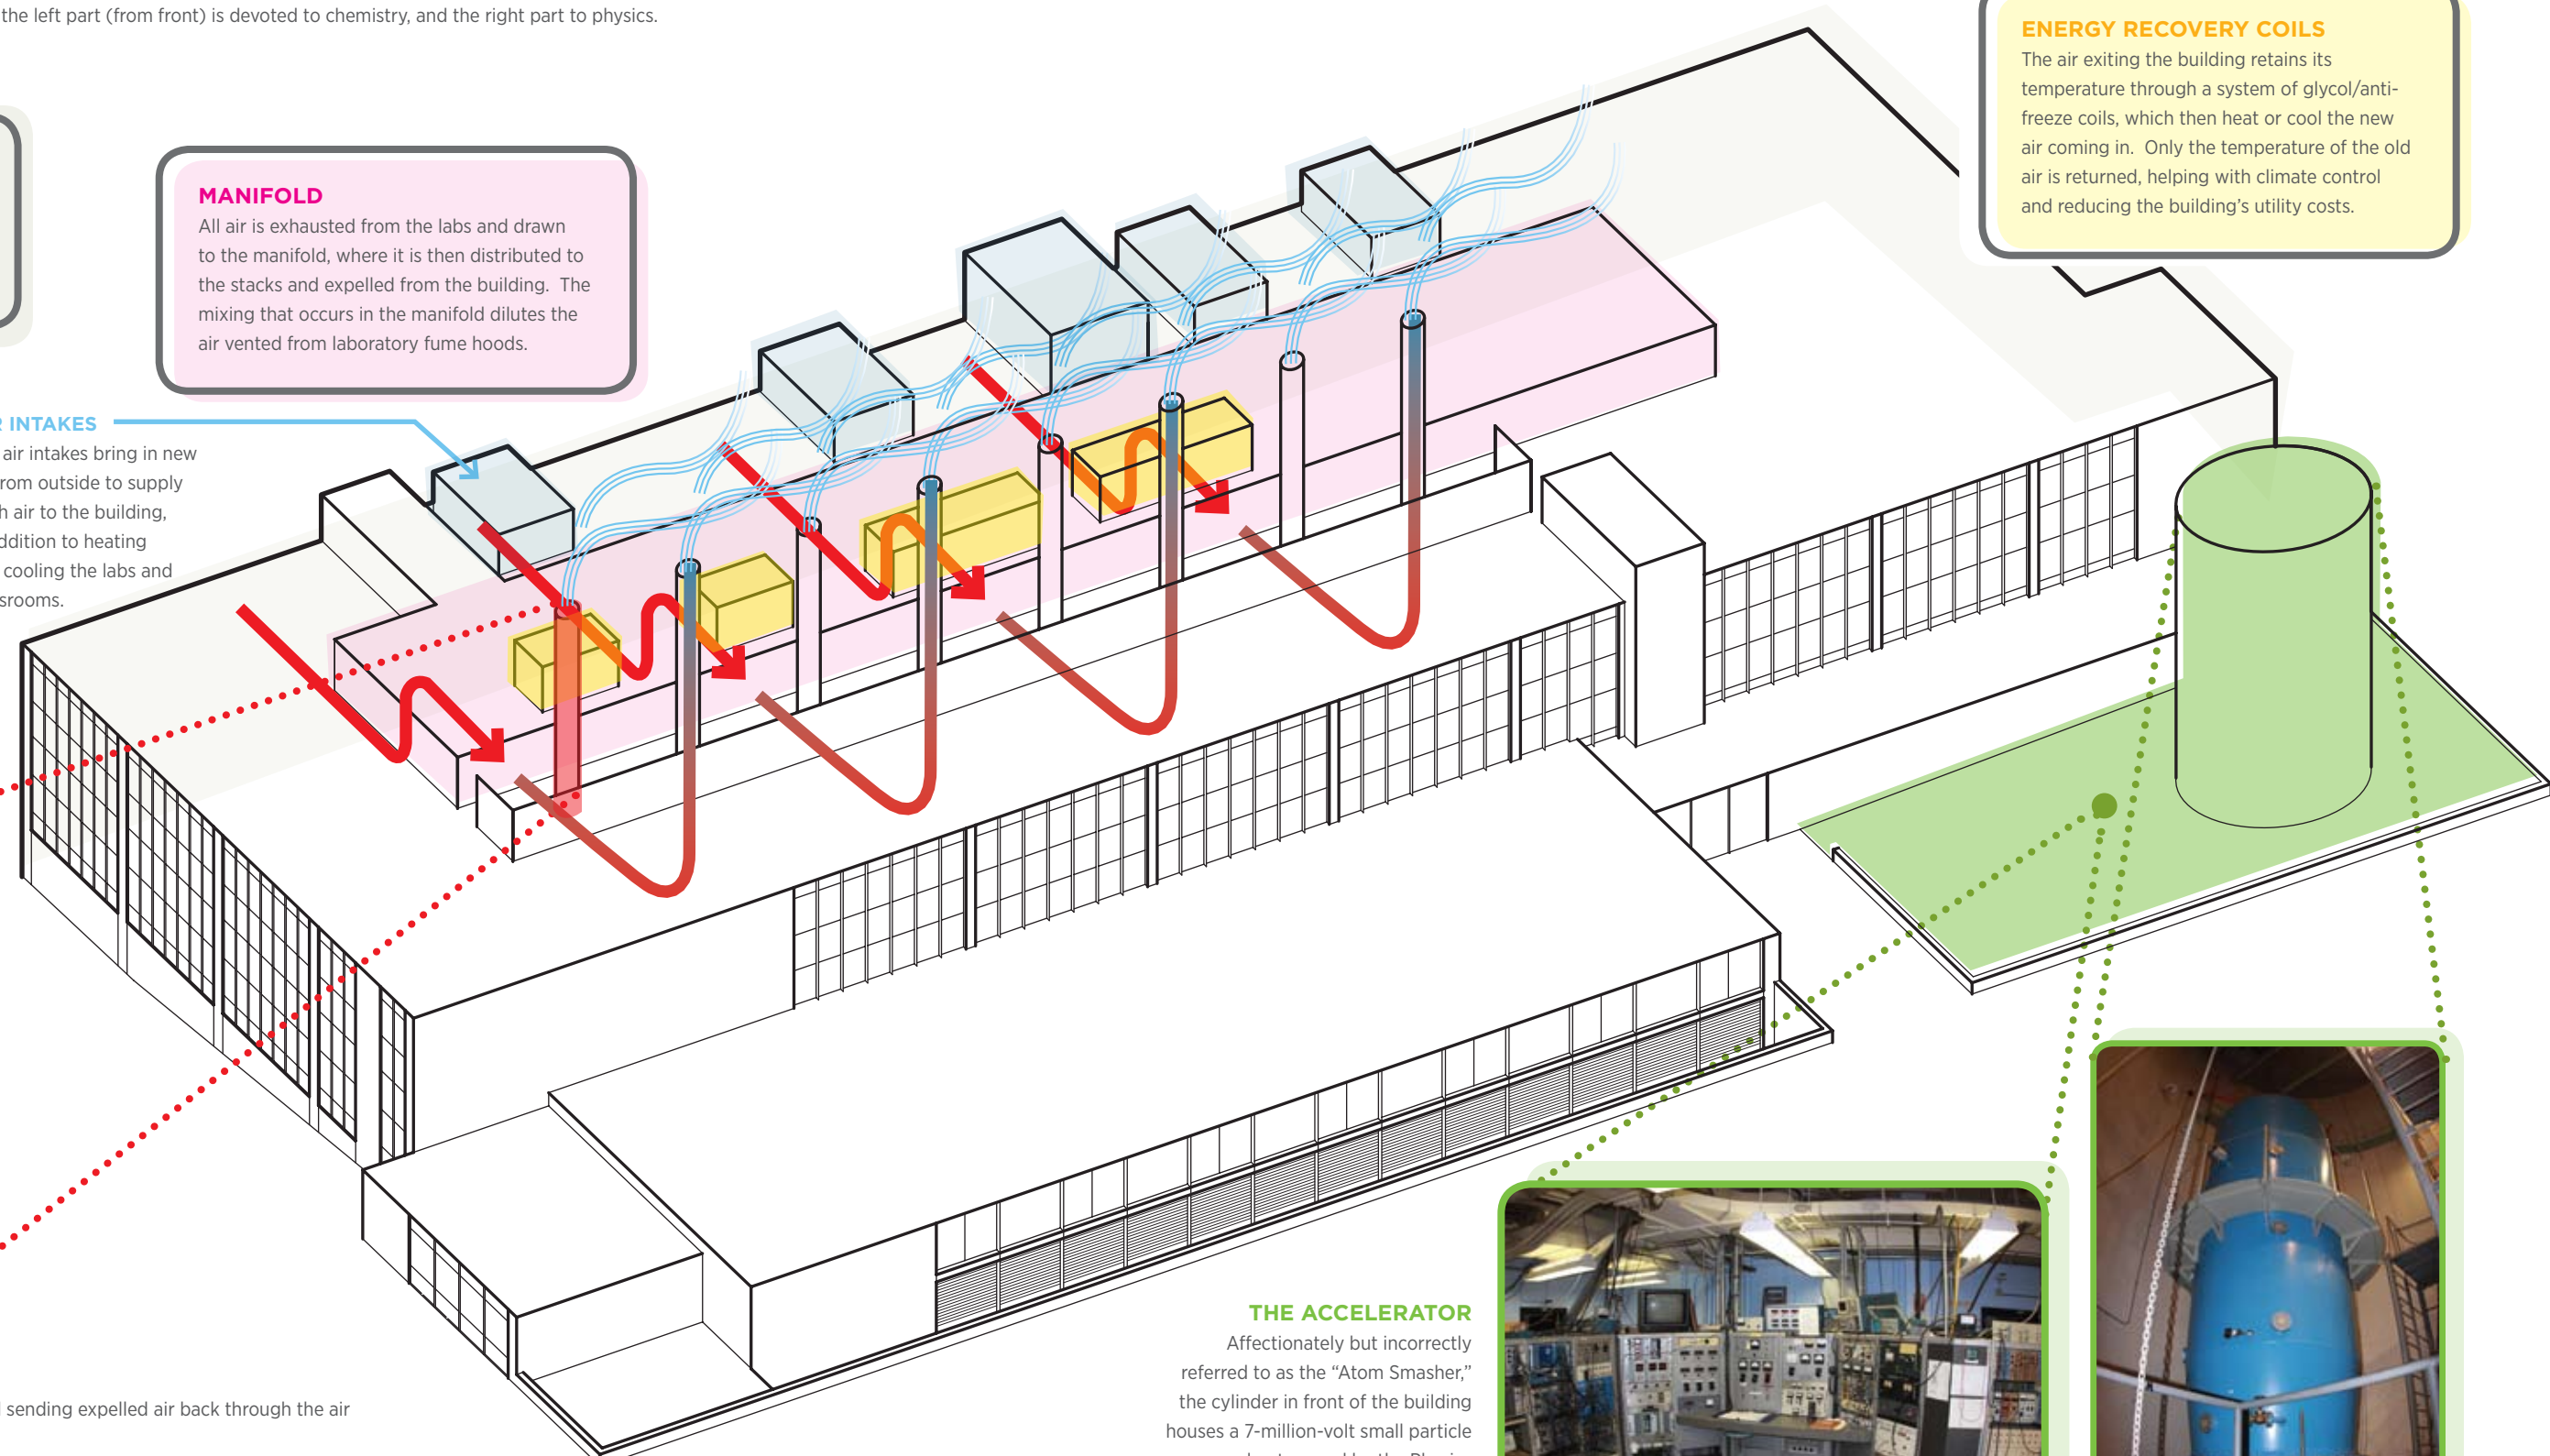 the left part (from front) is devoted to chemistry, and the right part to physics.
ENERGY RECOVERY COILS
The air exiting the building retains its
temperature through a system of glycol/anti-
freeze coils, which then heat or cool the new
air coming in.  Only the temperature of the old
air is returned, helping with climate control
and reducing the building’s utility costs.
MANIFOLD
All air is exhausted from the labs and drawn
to the manifold, where it is then distributed to
the stacks and expelled from the building.  The
mixing that occurs in the manifold dilutes the
air vented from laboratory fume hoods.
INTAKES
air intakes bring in new
from outside to supply
air to the building,
addition to heating
cooling the labs and
sending expelled air back through the air
THE ACCELERATOR
Affectionately but incorrectly
referred to as the “Atom Smasher,”
the cylinder in front of the building
houses a 7-million-volt small particle